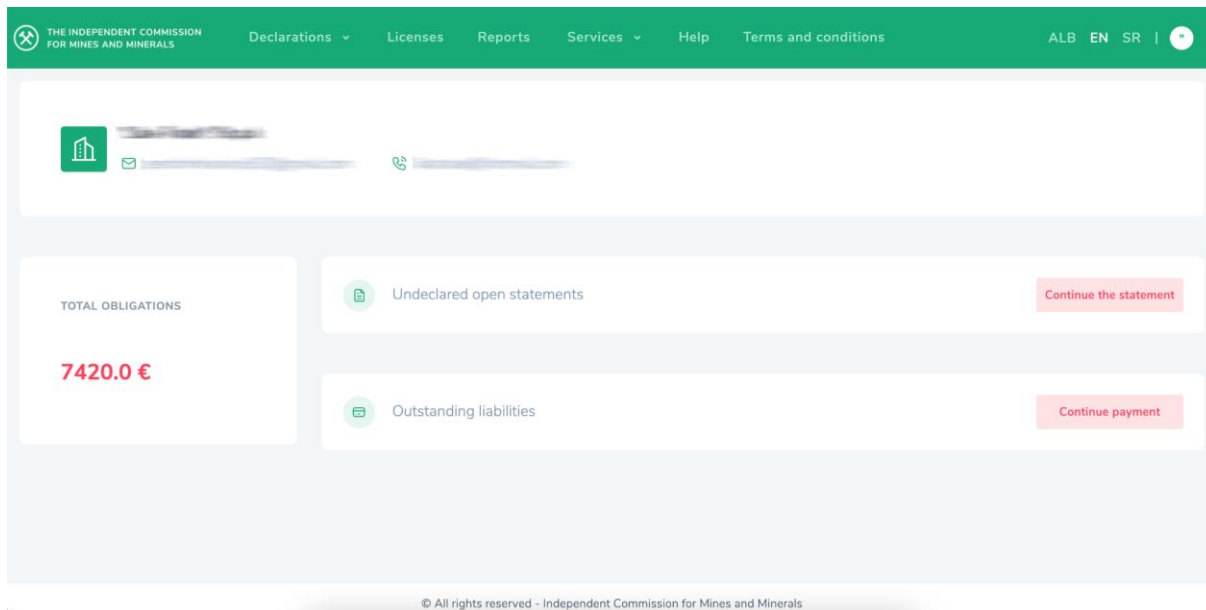 THE INDEPENDENT COMMISSION
FOR MINES AND MINERALS
Declarations
Licenses
Reports
Services
Help
Terms and conditions
ALB EN SR |
TOTAL OBLIGATIONS
7420.0 €
Undeclared open statements
Continue the statement
Outstanding liabilities
Continue payment
© All rights reserved - Independent Commission for Mines and Minerals